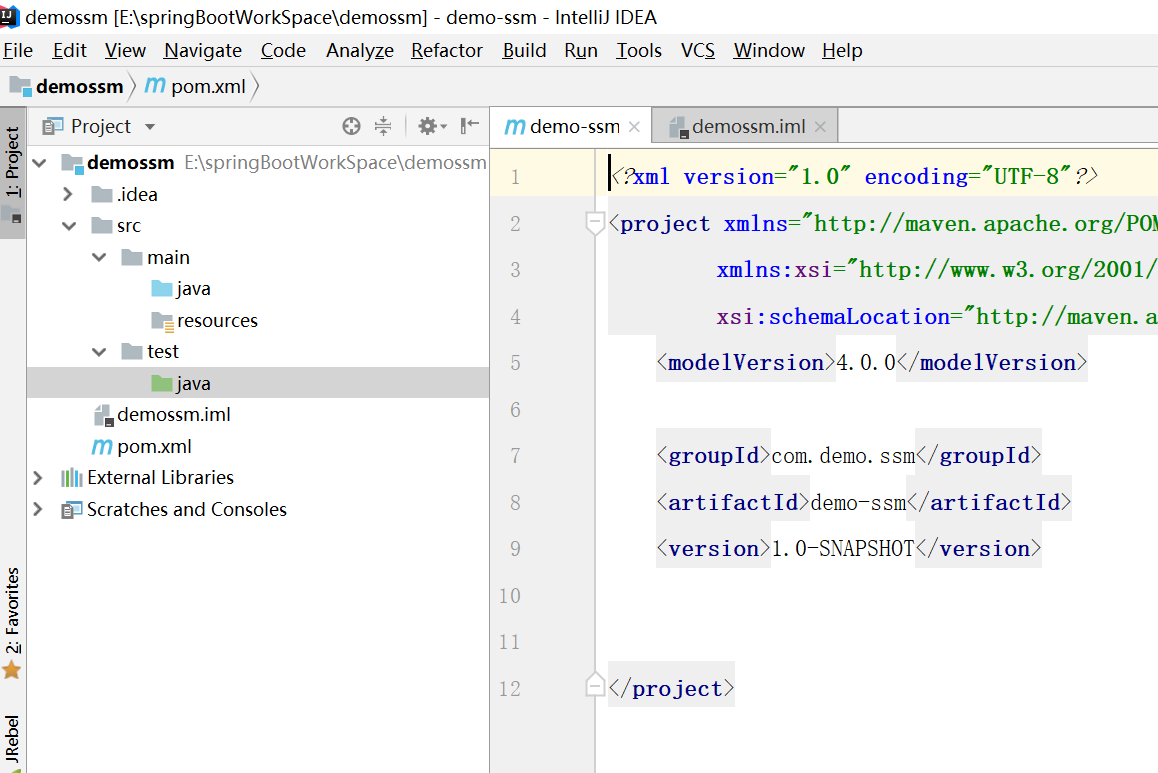 demossm [E:\springBootWorkSpace\demossm] - demo-ssm - IntelliJ IDEA
File Edit View Navigate Code Analyze Refactor Build Run Tools VCS Window Help
demossm pom.xml
1: Project
2: Favorites
JRebel
Project
demossm E:\springBootWorkSpace\demossm
.idea
src
main
java
resources
test
java
demossm.iml
pom.xml
External Libraries
Scratches and Consoles
demo-ssm demossm.iml
1 <?xml version="1.0" encoding="UTF-8"?>
2 <project xmlns="http://maven.apache.org/POM
3 xmlns:xsi="http://www.w3.org/2001/
4 xsi:schemaLocation="http://maven.a
5 <modelVersion>4.0.0</modelVersion>
6
7 <groupId>com.demo.ssm</groupId>
8 <artifactId>demo-ssm</artifactId>
9 <version>1.0-SNAPSHOT</version>
10
11
12 </project>